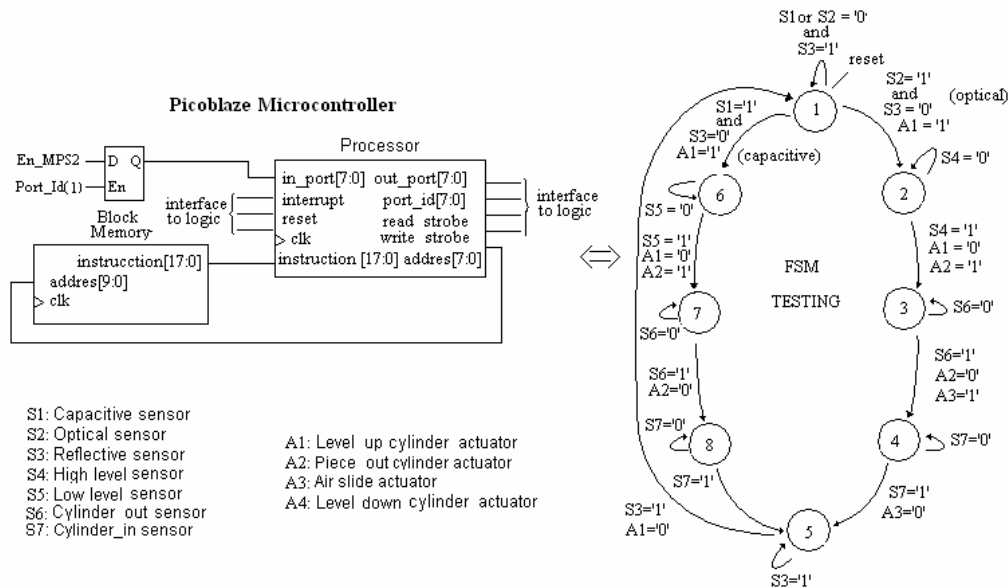 Picoblaze Microcontroller
En_MPS2
D Q
Port_Id(1)
En
Block
Memory
instrucction[17:0]
addres[9:0]
clk
interface
to logic
Processor
in_port[7:0] out_port[7:0]
interrupt port_id[7:0]
reset read strobe
clk write strobe
instruction [17:0] addres[7:0]
interface
to logic
S1: Capacitive sensor
S2: Optical sensor
S3: Reflective sensor
S4: High level sensor
S5: Low level sensor
S6: Cylinder out sensor
S7: Cylinder_in sensor
A1: Level up cylinder actuator
A2: Piece out cylinder actuator
A3: Air slide actuator
A4: Level down cylinder actuator
S1 or S2 = '0'
and
S3='1'
reset
1
S1='1'
and
S3='0'
A1='1'
(capacitive)
S2= '1'
and
S3 = '0'
A1 = '1'
(optical)
6
S5 = '0'
2
S4 = '0'
S5 = '1'
A1 = '0'
A2= '1'
S4 = '1'
A1 = '0'
A2 = '1'
FSM
TESTING
7
S6='0'
3
S6='0'
S6='1'
A2='0'
S6='1'
A2='0'
A3='1'
8
S7='0'
4
S7='0'
S7='1'
S7='1'
A3='0'
S3='1'
A1='0'
5
S3='1'